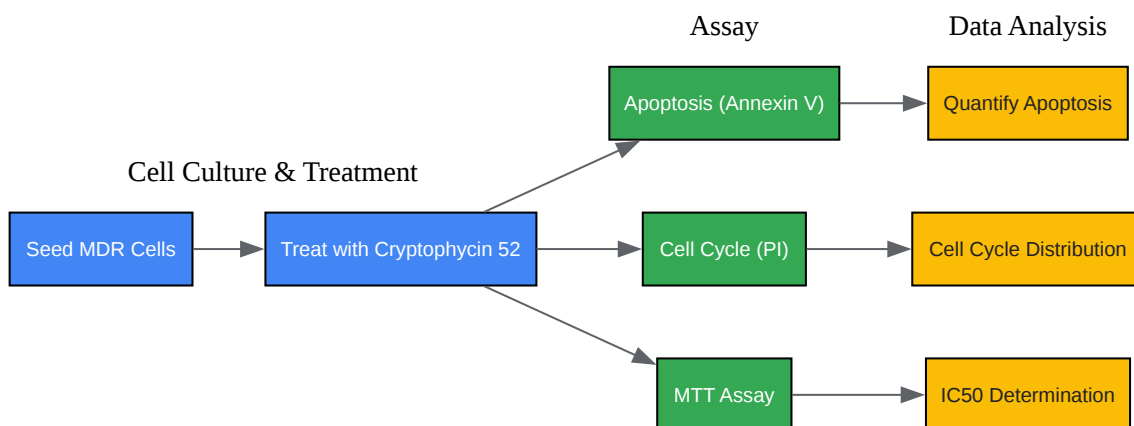 Assay
Data Analysis
Apoptosis (Annexin V)
Quantify Apoptosis
Cell Culture & Treatment
Seed MDR Cells
Treat with Cryptophycin 52
Cell Cycle (PI)
Cell Cycle Distribution
MTT Assay
IC50 Determination